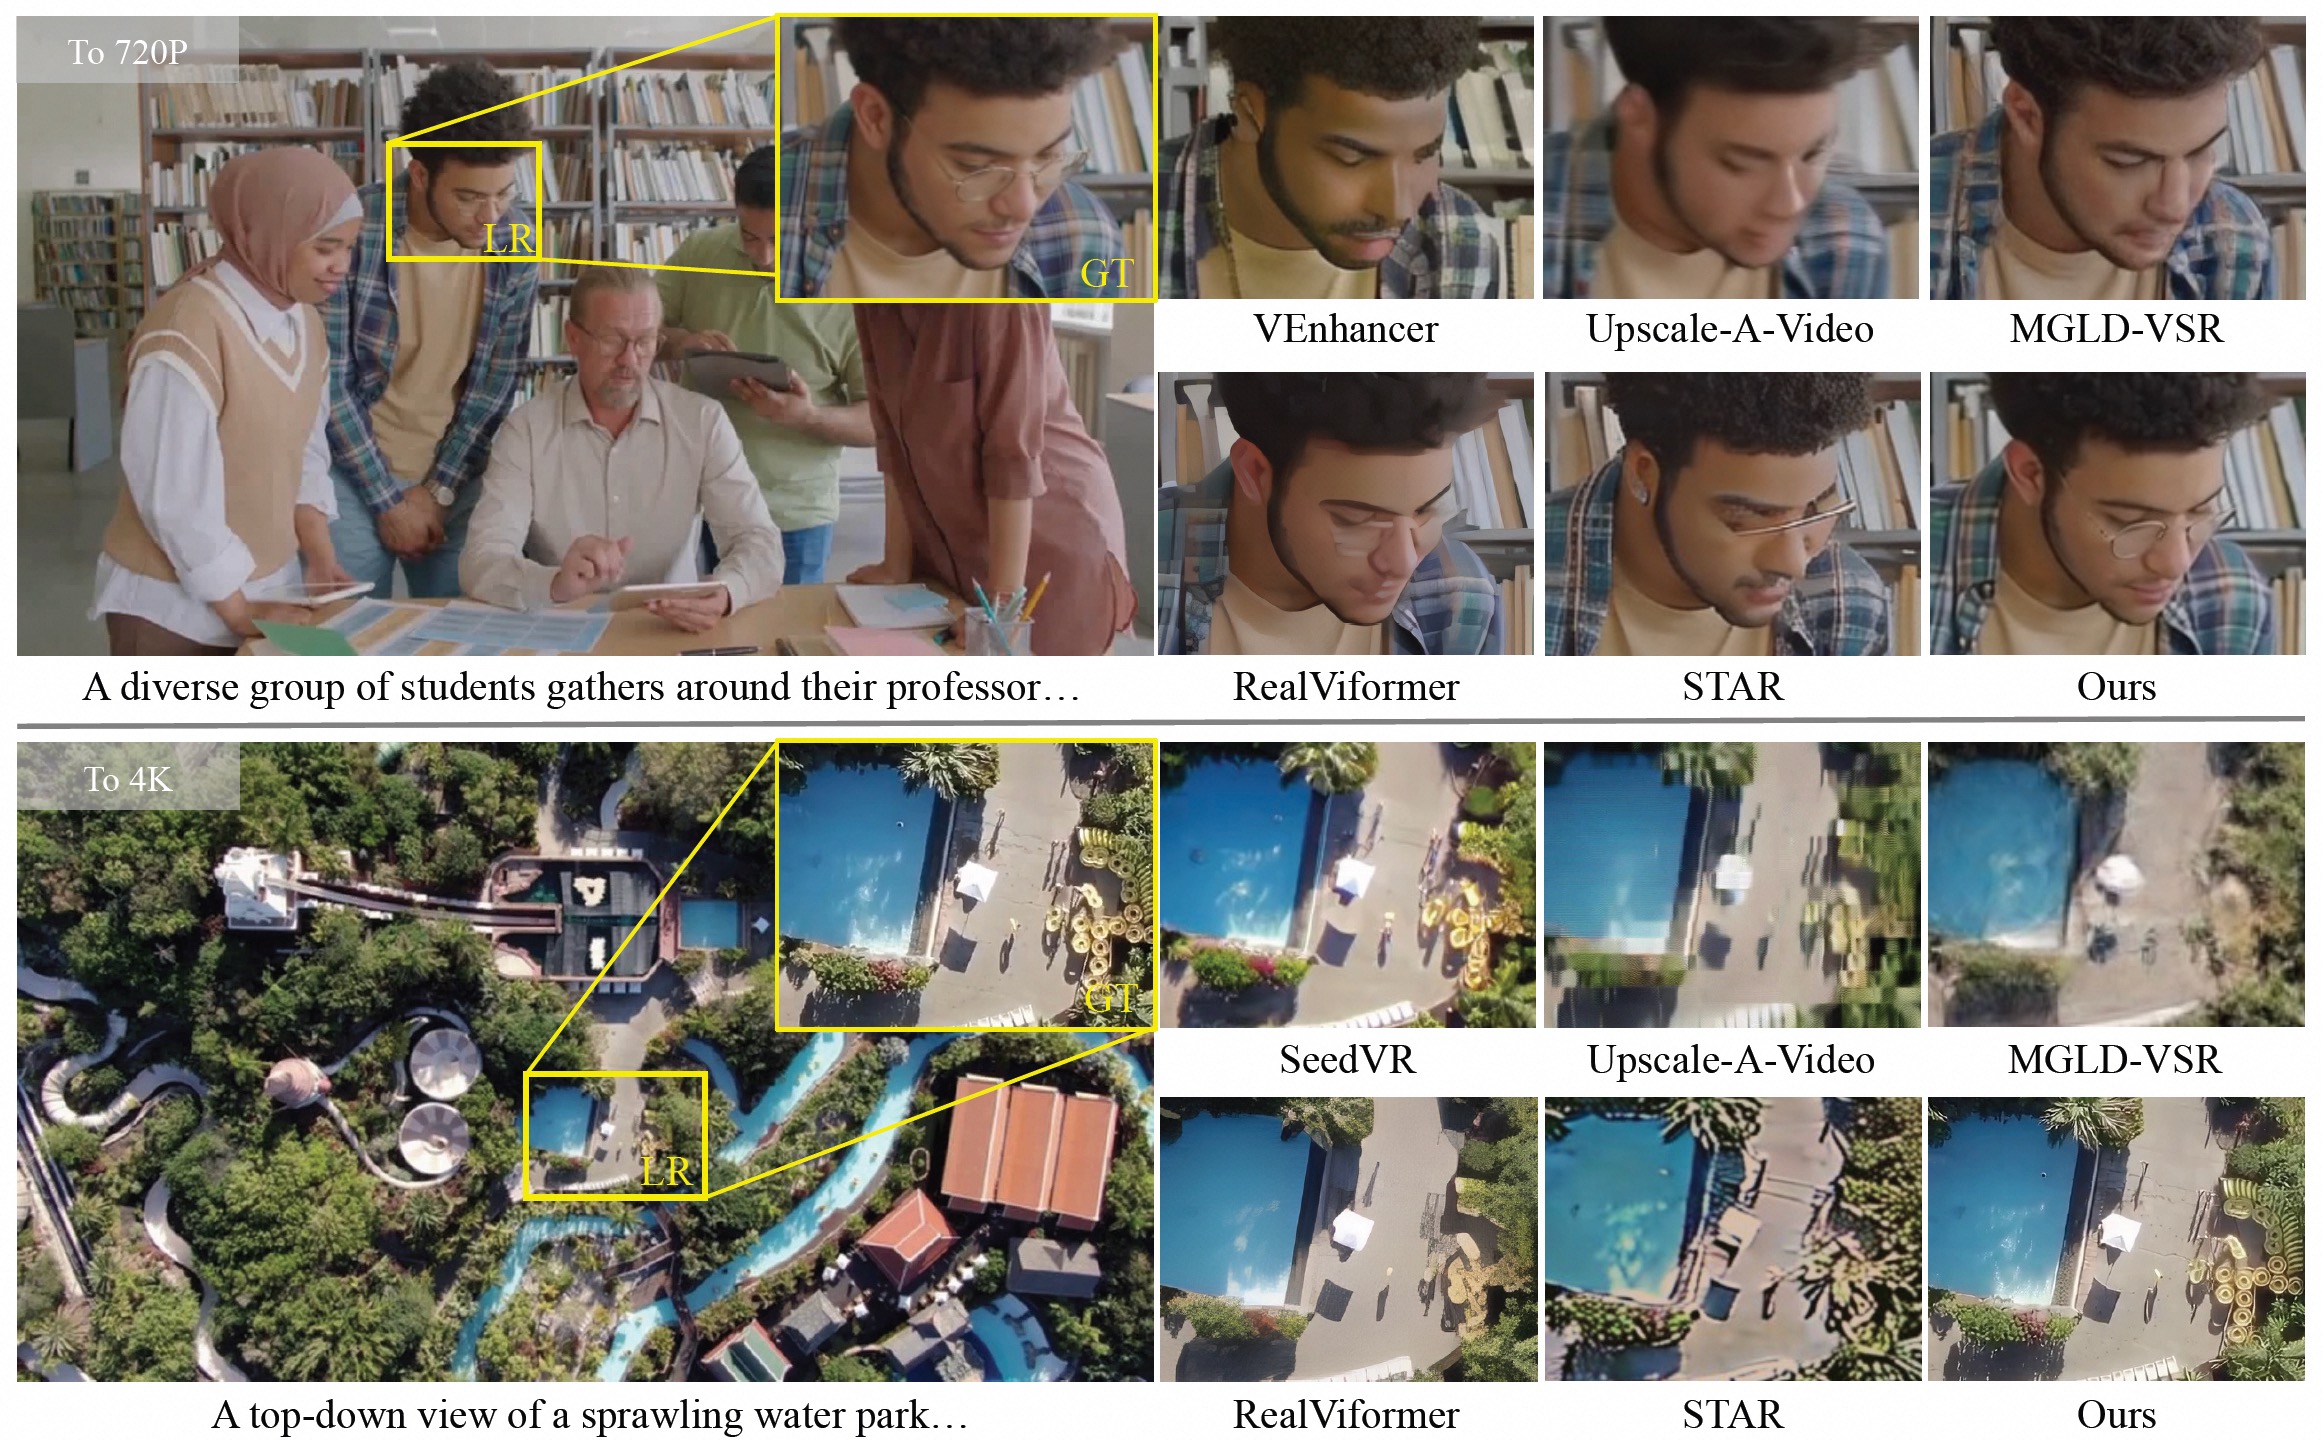 To 720P
LR
GT
VEnhancer
Upscale-A-Video
MGLD-VSR
RealViformer
STAR
Ours
A diverse group of students gathers around their professor…
To 4K
GT
LR
SeedVR
Upscale-A-Video
MGLD-VSR
RealViformer
STAR
Ours
A top-down view of a sprawling water park…